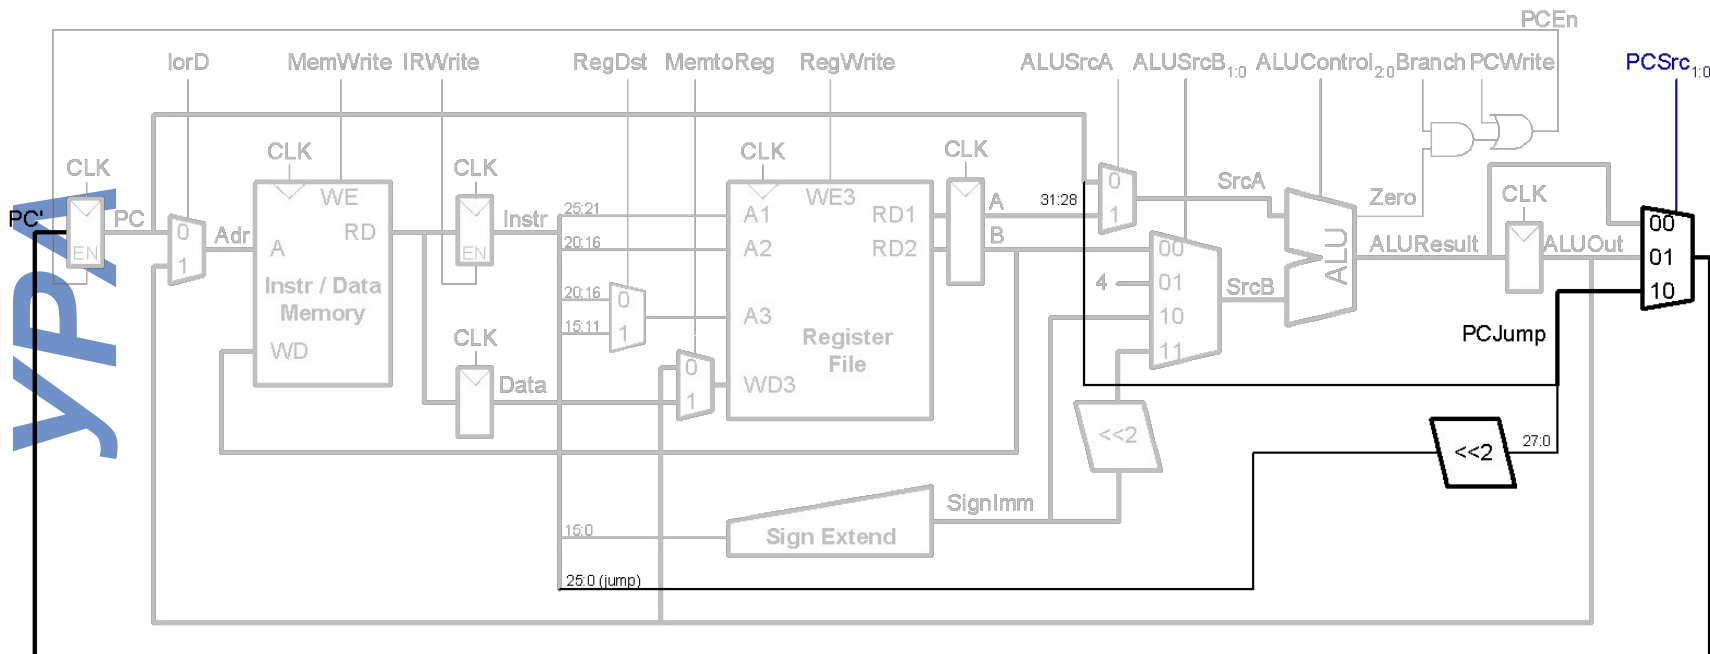 PCEn
IorD MemWrite IRWrite RegDst MemtoReg RegWrite ALUSrcA ALUSrcB1:0 ALUControl2:0 Branch PCWrite PCSrc1:0
CLK CLK CLK CLK CLK
WE WE3
0 SrcA
PC' PC 0 Adr A RD Instr 25:21 A1 RD1 A 31:28 1 Zero CLK 00
EN EN 20:16 A2 RD2 B 00 ALU ALUResult ALUOut 01
1 Instr / Data Memory 20:16 0 4 01 SrcB 10
15:11 1 A3 Register File 10 PCJump
CLK
WD Data 0 1 WD3 11
<<2 <<2 27:0
SignImm
15:0 Sign Extend
25:0 (jump)
УРА